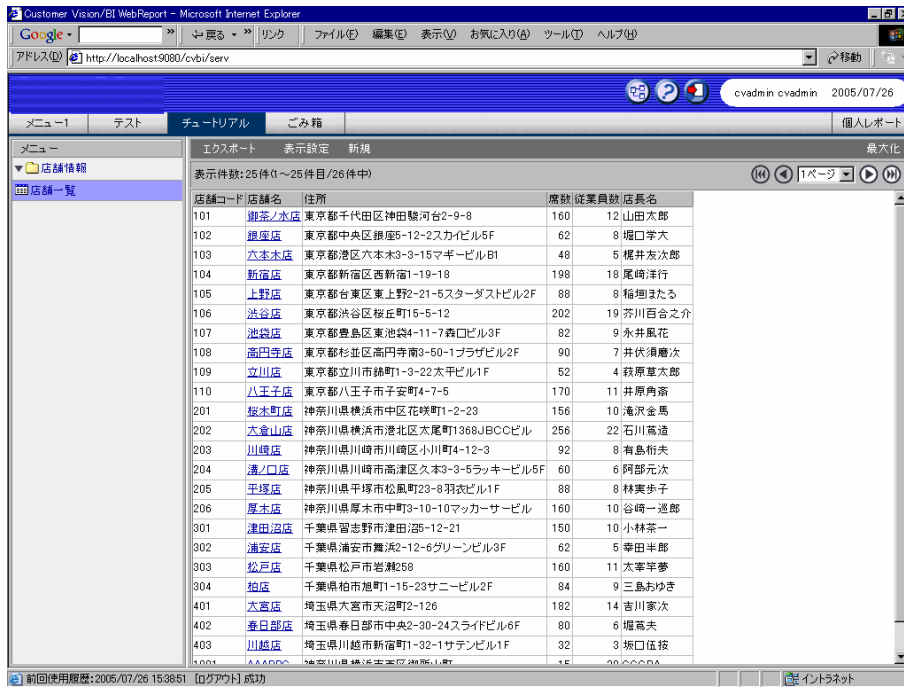 Customer Vision/BI WebReport - Microsoft Internet Explorer
Google » 戻る » リンク ファイル(F) 編集(E) 表示(V) お気に入り(A) ツール(T) ヘルプ(H)
アドレス(D) http://localhost:9080/cvbi/serv 移動
cvadmin cvadmin 2005/07/26
メニュー1 テスト チュートリアル ごみ箱 個人レポート
メニュー エクスポート 表示設定 新規 最大化
店舗情報
店舗一覧
表示件数:25件(1～25件目/26件中) 1ページ
店舗コード 店舗名 住所 席数 従業員数 店長名
101 御茶ノ水店 東京都千代田区神田駿河台2-9-8 160 12 山田太郎
102 銀座店 東京都中央区銀座5-12-2スカイビル5F 62 8 堀口学大
103 六本木店 東京都港区六本木3-3-15マギービルB1 48 5 梶井友次郎
104 新宿店 東京都新宿区西新宿1-19-18 198 18 尾崎洋行
105 上野店 東京都台東区東上野2-21-5スターダストビル2F 88 8 稲垣ほたる
106 渋谷店 東京都渋谷区桜丘町15-5-12 202 19 芥川百合之介
107 池袋店 東京都豊島区東池袋4-11-7森口ビル3F 82 9 永井風花
108 高円寺店 東京都杉並区高円寺南3-50-1プラザビル2F 90 7 井伏須磨次
109 立川店 東京都立川市錦町1-3-22太平ビル1F 52 4 萩原草太郎
110 八王子店 東京都八王子市子安町4-7-5 170 11 井原角斎
201 桜木町店 神奈川県横浜市中区花咲町1-2-23 156 10 滝沢金馬
202 大倉山店 神奈川県横浜市港北区太尾町1368JBCCビル 256 22 石川蔦造
203 川崎店 神奈川県川崎市川崎区小川町4-12-3 92 8 有島桁夫
204 溝ノ口店 神奈川県川崎市高津区久本3-3-5ラッキービル5F 60 6 阿部元次
205 平塚店 神奈川県平塚市松風町23-8羽衣ビル1F 88 8 林実歩子
206 厚木店 神奈川県厚木市中町3-10-10マッカーサービル 160 10 谷崎一巡郎
301 津田沼店 千葉県習志野市津田沼5-12-21 150 10 小林茶一
302 浦安店 千葉県浦安市舞浜2-12-6グリーンビル3F 62 5 幸田半郎
303 松戸店 千葉県松戸市岩瀬258 160 11 太宰竿夢
304 柏店 千葉県柏市旭町1-15-23サニービル2F 84 9 三島おゆき
401 大宮店 埼玉県大宮市天沼町2-126 182 14 吉川家次
402 春日部店 埼玉県春日部市中央2-30-24スライドビル6F 80 6 堀蔦夫
403 川越店 埼玉県川越市新宿町1-32-1サテンビル1F 32 3 坂口伍按
前回使用履歴:2005/07/26 15:38:51 [ログアウト] 成功 イントラネット